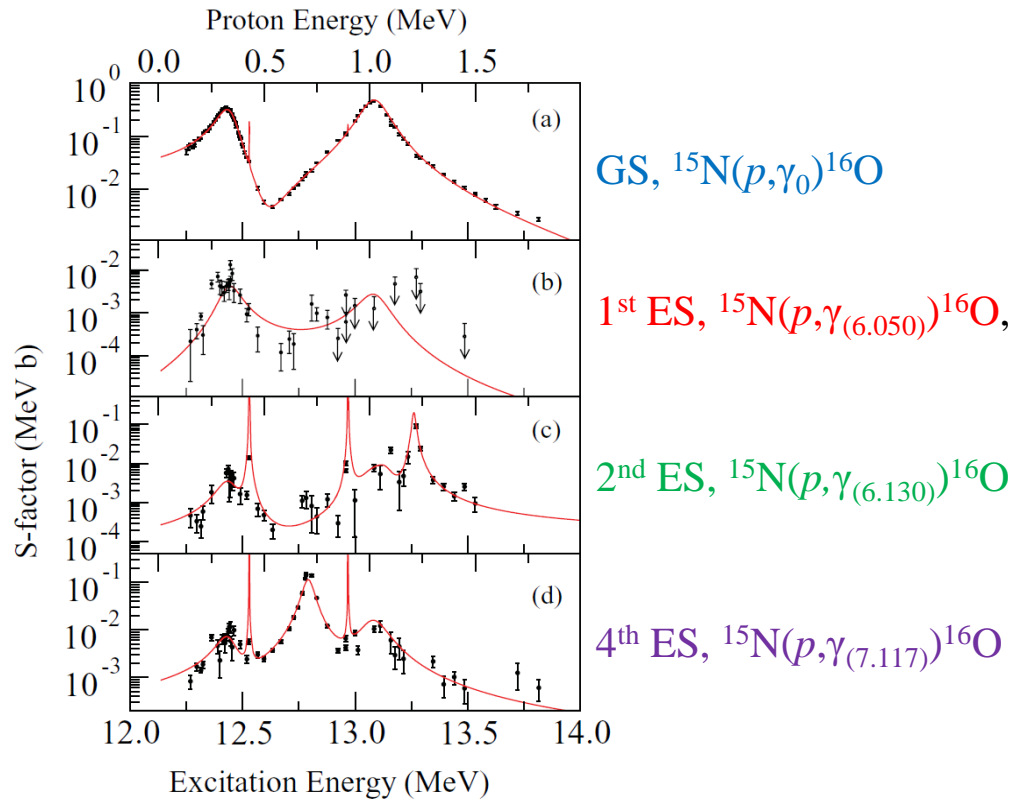 Proton Energy (MeV)
0.0 0.5 1.0 1.5
10⁰
10⁻¹
10⁻²
(a)
GS, ¹⁵N(p,γ₀)¹⁶O
10⁻²
10⁻³
10⁻⁴
(b)
1ˢᵗ ES, ¹⁵N(p,γ₍₆.₀₅₀₎)¹⁶O,
10⁻¹
10⁻²
10⁻³
10⁻⁴
(c)
2ⁿᵈ ES, ¹⁵N(p,γ₍₆.₁₃₀₎)¹⁶O
10⁻¹
10⁻²
10⁻³
(d)
4ᵗʰ ES, ¹⁵N(p,γ₍₇.₁₁₇₎)¹⁶O
S-factor (MeV b)
12.0 12.5 13.0 13.5 14.0
Excitation Energy (MeV)